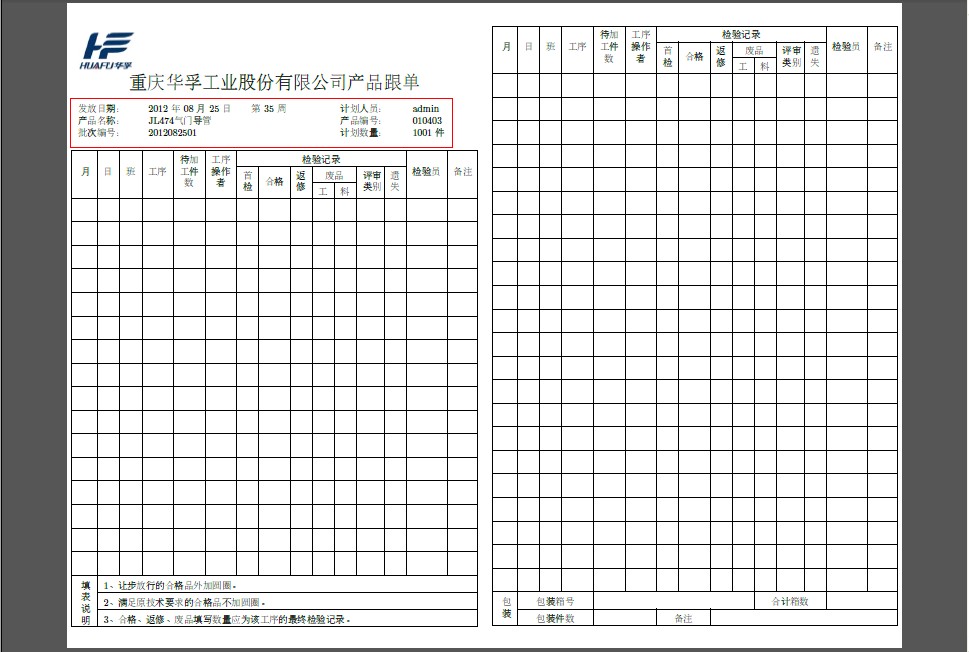 HUAFU华孚
重庆华孚工业股份有限公司产品跟单
发放日期： 2012 年 08 月 25 日 第 35 周 计划人员： admin
产品名称： JL474气门导管 产品编号： 010403
批次编号： 2012082501 计划数量： 1001 件
月 日 班 工序 待加工件数 工序操作者 检验记录 检验员 备注
首检 合格 返修 废品 评审类别 遗失
工 料
填表说明
1、让步放行的合格品外加圆圈。
2、满足原技术要求的合格品不加圆圈。
3、合格、返修、废品填写数量应为该工序的最终检验记录。
月 日 班 工序 待加工件数 工序操作者 检验记录 检验员 备注
首检 合格 返修 废品 评审类别 遗失
工 料
包装 包装箱号 合计箱数
包装件数 备注